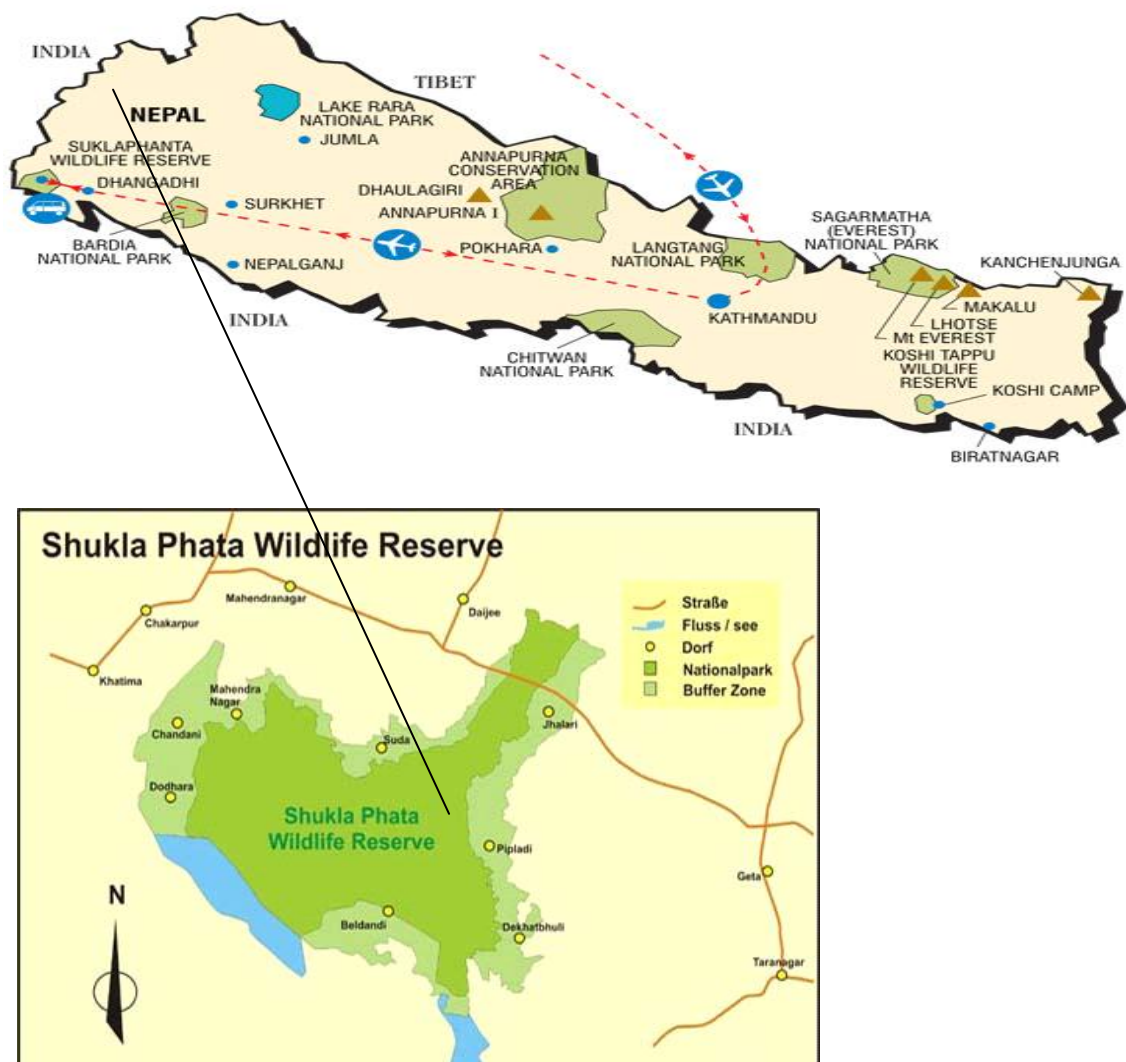 INDIA
TIBET
NEPAL
LAKE RARA
NATIONAL PARK
JUMLA
SUKLAPHANTA
WILDLIFE RESERVE
DHANGADHI
SURKHET
BARDIA
NATIONAL PARK
NEPALGANJ
INDIA
ANNAPURNA
CONSERVATION
AREA
DHAULAGIRI
ANNAPURNA I
POKHARA
LANGTANG
NATIONAL PARK
KATHMANDU
CHITWAN
NATIONAL PARK
SAGARMATHA
(EVEREST)
NATIONAL PARK
KANCHENJUNGA
MAKALU
LHOTSE
Mt EVEREST
KOSHI TAPPU
WILDLIFE
RESERVE
KOSHI CAMP
INDIA
BIRATNAGAR
Shukla Phata Wildlife Reserve
Mahendranagar
Daijee
Chakarpur
Khatima
Straße
Fluss / see
Dorf
Nationalpark
Buffer Zone
Mahendra
Nagar
Chandani
Suda
Jhalari
Dodhara
Shukla Phata
Wildlife Reserve
Pipladi
Geta
N
Beldandi
Dekhatbhuli
Taranagar